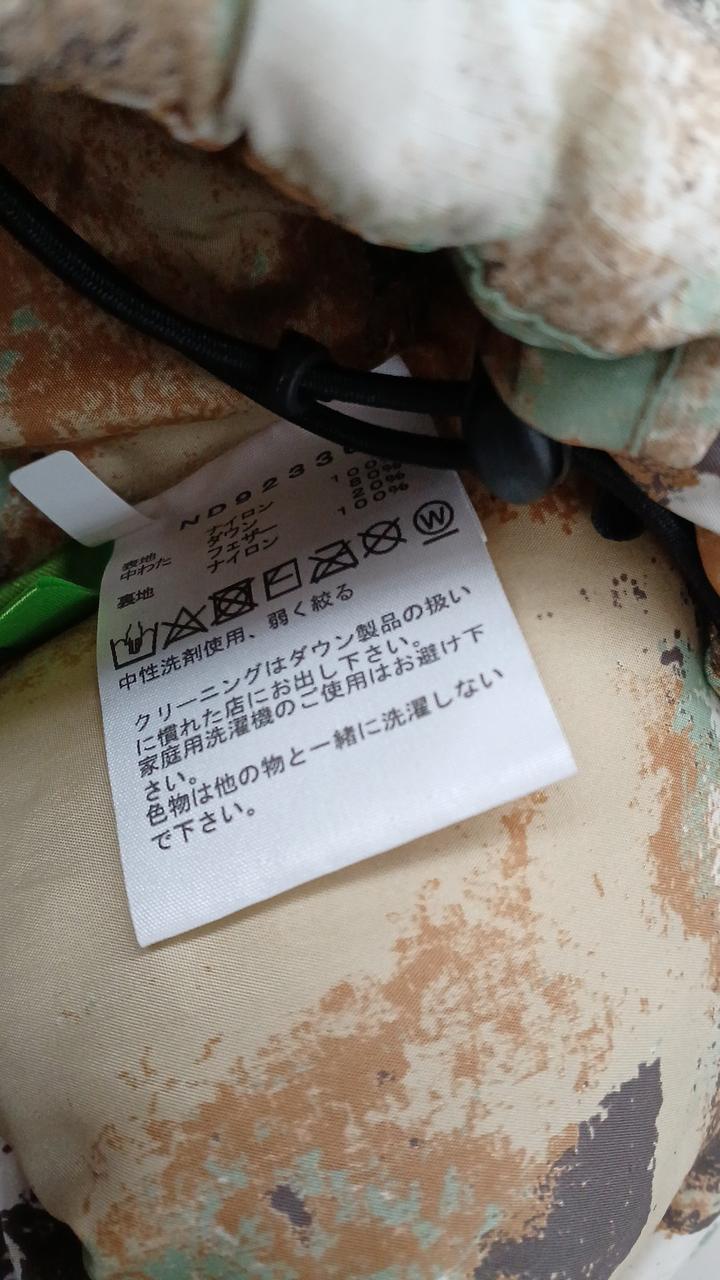 ND9233
表地 ナイロン 100%
中わた ダウン 80%
フェザー 20%
裏地 ナイロン 100%
W
中性洗剤使用、弱く絞る
クリーニングはダウン製品の扱い
に慣れた店にお出し下さい。
家庭用洗濯機のご使用はお避け下
さい。
色物は他の物と一緒に洗濯しない
で下さい。